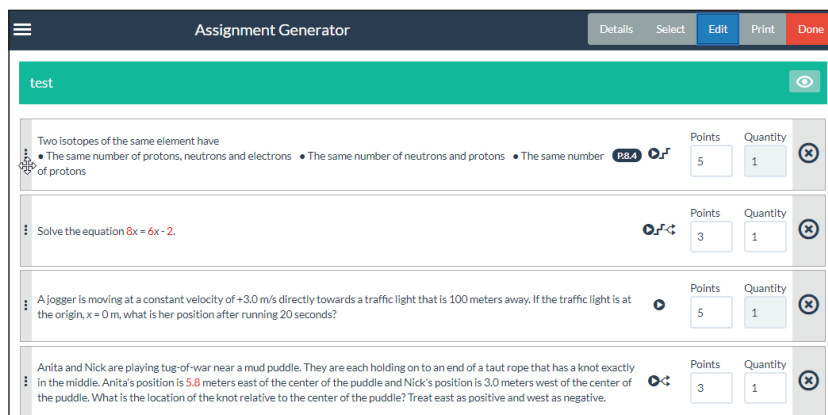 Assignment Generator
Details Select Edit Print Done
test
Points Quantity
Two isotopes of the same element have
• The same number of protons, neutrons and electrons • The same number of neutrons and protons • The same number P.8.4
of protons
5 1
Points Quantity
Solve the equation 8x = 6x - 2.
3 1
Points Quantity
A jogger is moving at a constant velocity of +3.0 m/s directly towards a traffic light that is 100 meters away. If the traffic light is at
the origin, x = 0 m, what is her position after running 20 seconds?
5 1
Points Quantity
Anita and Nick are playing tug-of-war near a mud puddle. They are each holding on to an end of a taut rope that has a knot exactly
in the middle. Anita's position is 5.8 meters east of the center of the puddle and Nick's position is 3.0 meters west of the center of
the puddle. What is the location of the knot relative to the center of the puddle? Treat east as positive and west as negative.
3 1